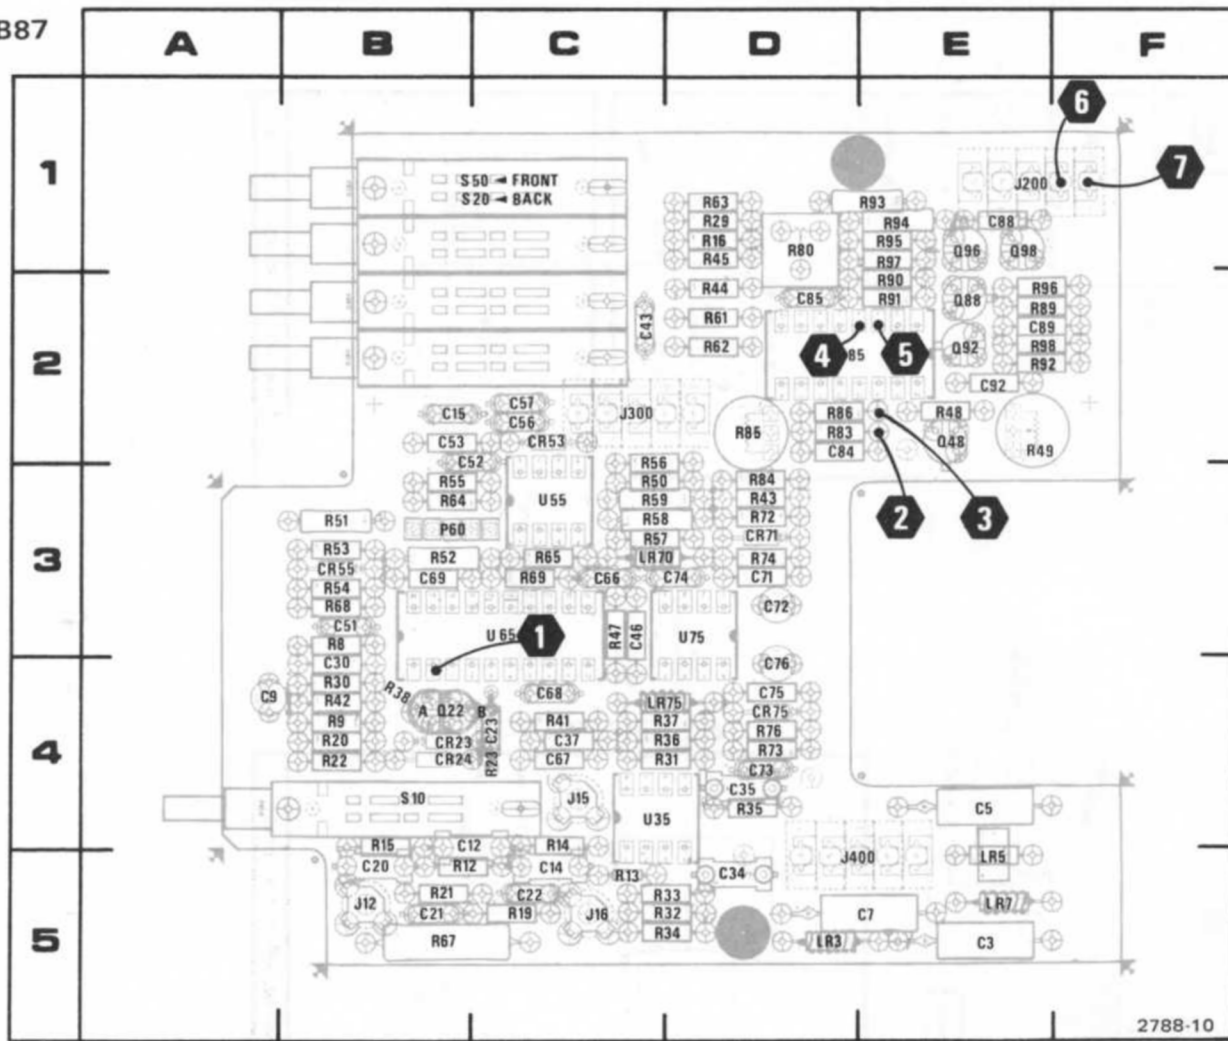 887
A B C D E F
6
1
7
S50 ◄ FRONT
J200
S20 ◄ BACK
R63 R93
R29 R94 C88
R16 R80 R95 Q96 Q98
R45 R97
R90
R44 C85 R91 Q88 R96
R89
C43 R61 C89
2
R62 4 85 5 Q92 R98
R92
C92
C57
C15 J300 R86 R48
C56
C53 CR53 R85 R83 Q48 R49
C84
C52 R56
R55 R50 R84
R64 U55 R59 R43
R51 P60 R58 R72 2 3
R57 CR71
3
R53 R52 R65 LR70 R74
CR55 C69 R69 C66 C74 C71
R54
R68 C72
C51
R8 U65 1 R47 C46 U75
C30 C76
R30 R38 C68 C75
C9 R42 A Q22 B LR75 CR75
R9 C23 R41 R37 R76
R20 CR23 C37 R36 R73
4
R22 CR24 R23 C67 R31 C73
C35
S10 J15 R35 C5
U35
R15 C12 R14
C20 R12 C14 J400 LR5
R13 C34
R21 C22 R33 LR7
J12 C21 R19 J16 R32 C7
5
R67 R34 LR3 C3
2788-10